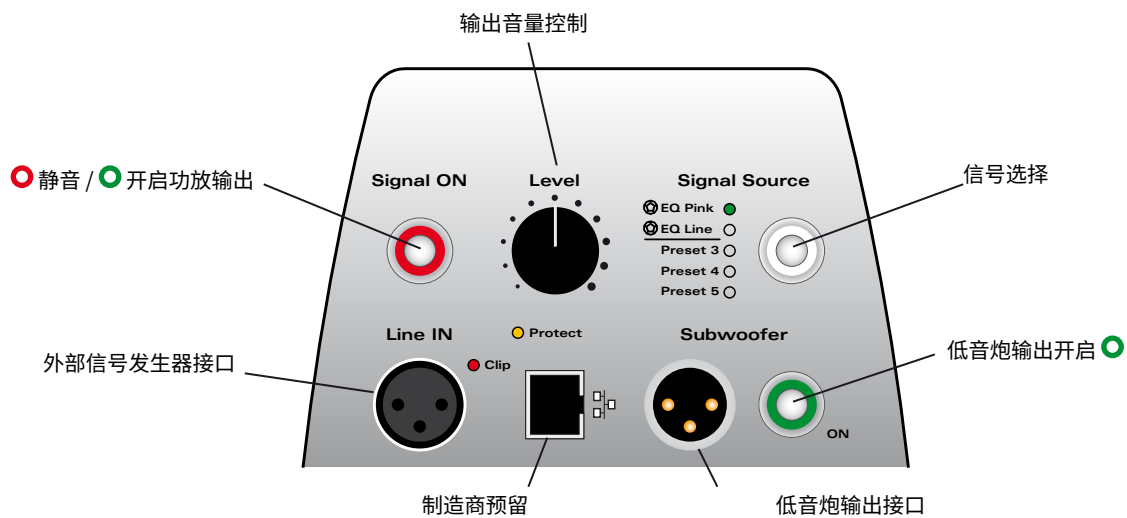 输出音量控制
静音 / 开启功放输出
Signal ON
Level
Signal Source
信号选择
EQ Pink
EQ Line
Preset 3
Preset 4
Preset 5
Line IN
Protect
Subwoofer
外部信号发生器接口
Clip
低音炮输出开启
ON
制造商预留
低音炮输出接口